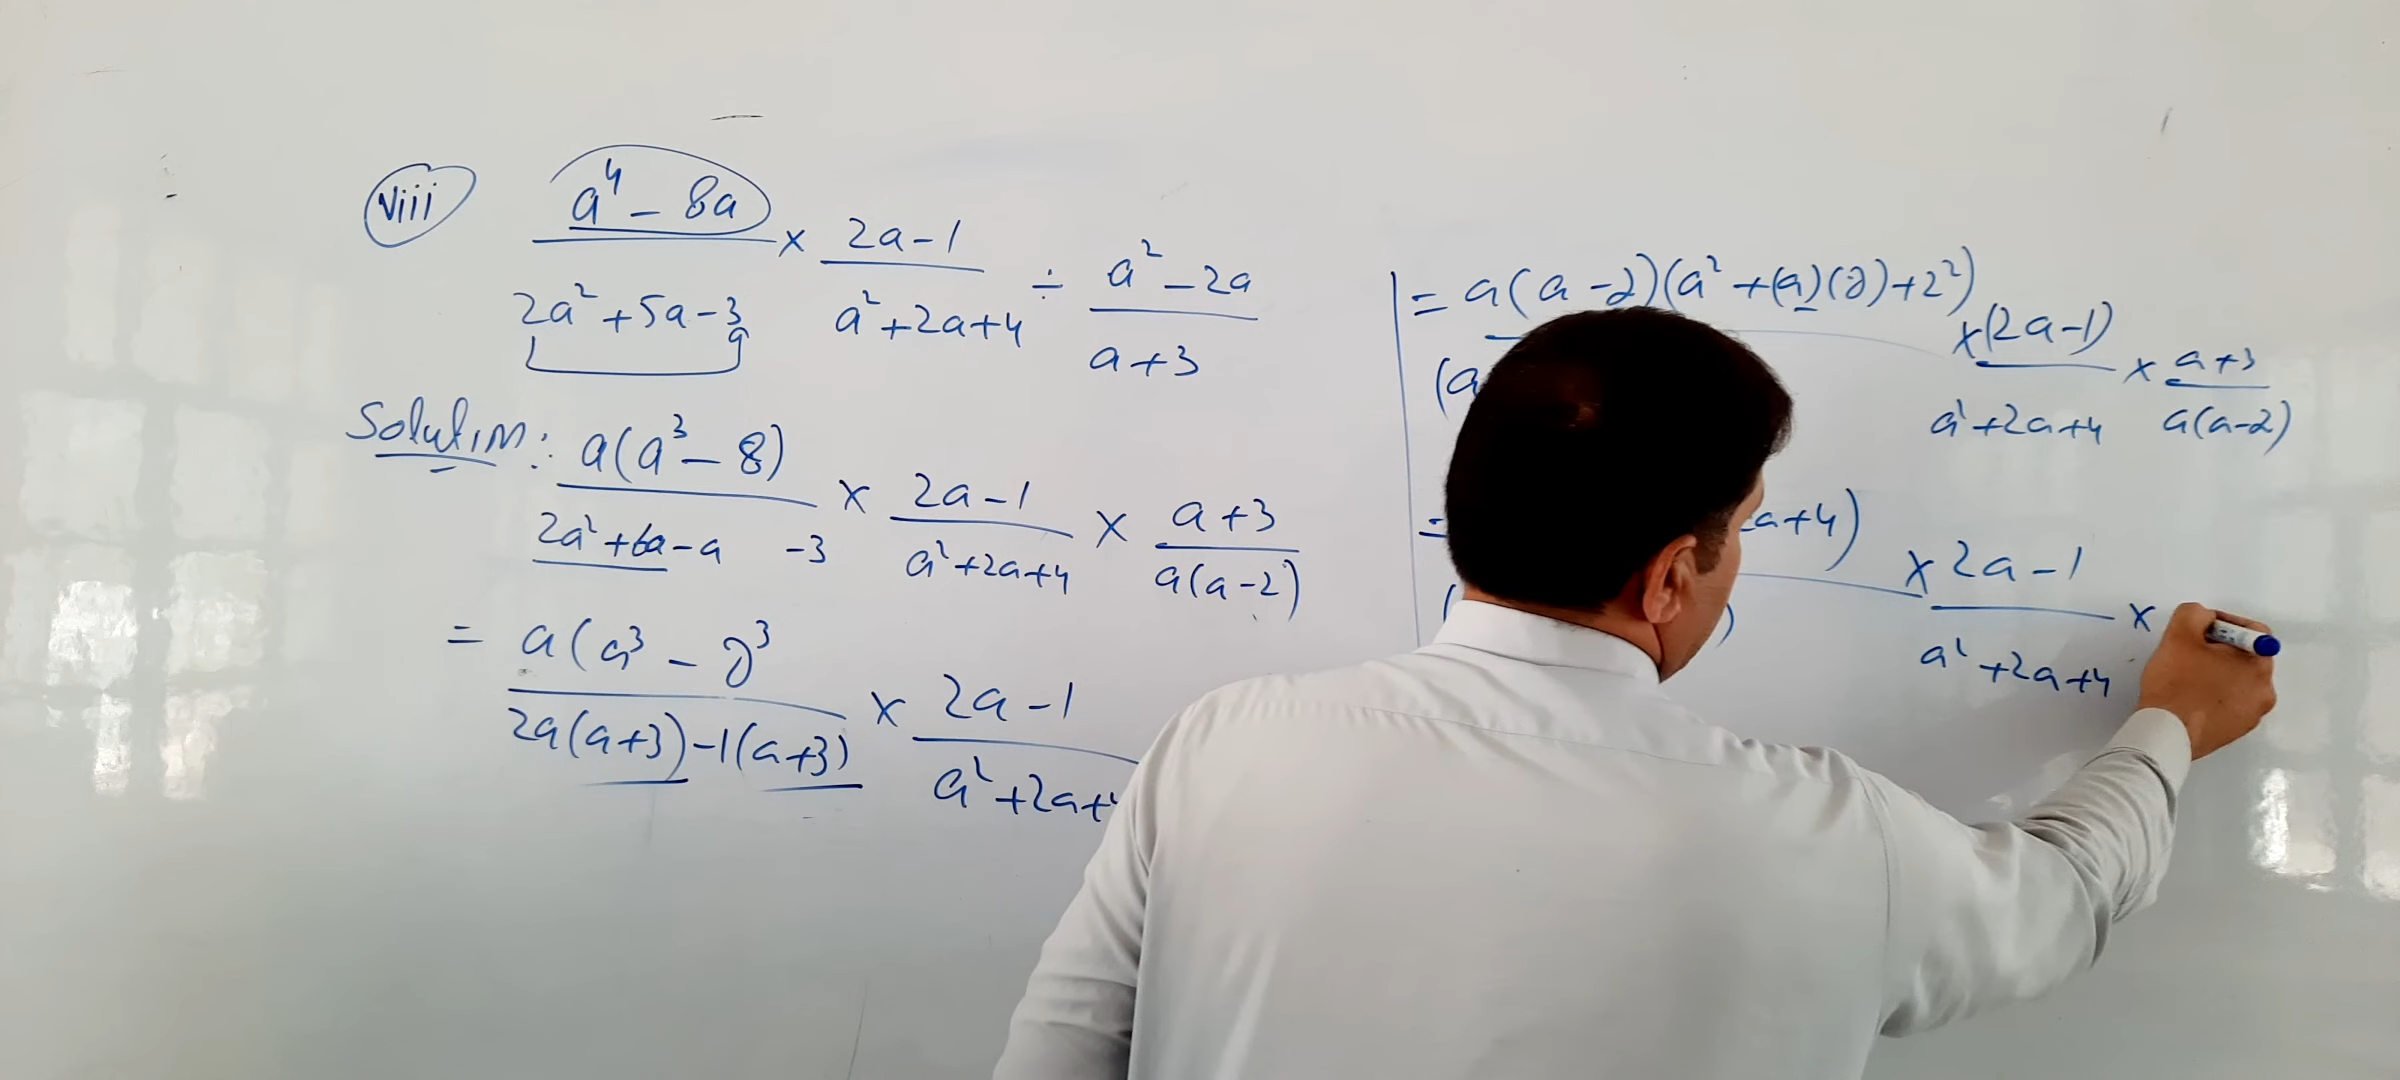 viii a⁴ - 8a / 2a² + 5a - 3 × 2a - 1 / a² + 2a + 4 ÷ a² - 2a / a + 3
Solution: a(a³ - 8) / 2a² + 6a - a - 3 × 2a - 1 / a² + 2a + 4 × a + 3 / a(a - 2)
= a(a³ - 2³ / 2a(a+3) - 1(a+3) × 2a - 1 / a² + 2a +
= a(a - 2)(a² + (a)(2) + 2²) / (a × (2a - 1) / a² + 2a + 4 × a + 3 / a(a - 2)
= a + 4) / ( ) × 2a - 1 / a² + 2a + 4 ×